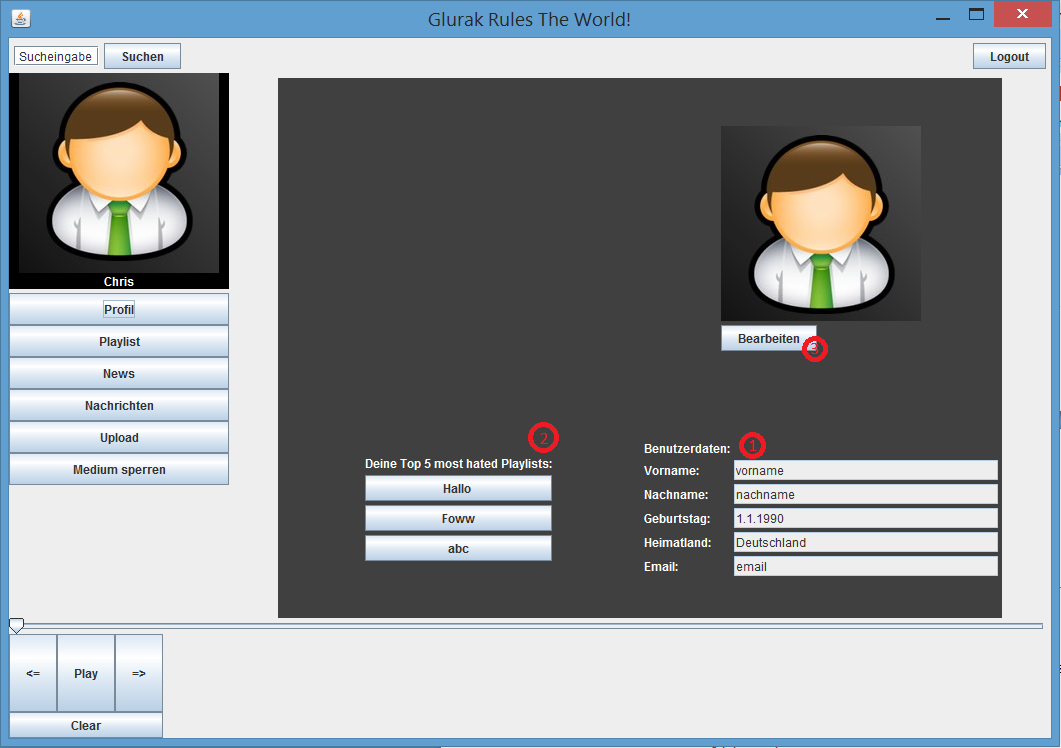 Glurak Rules The World!
Sucheingabe Suchen Logout
Chris
Profil
Playlist
News
Nachrichten
Upload
Medium sperren
Bearbeiten
3
2
Deine Top 5 most hated Playlists:
Hallo
Foww
abc
Benutzerdaten: 1
Vorname: vorname
Nachname: nachname
Geburtstag: 1.1.1990
Heimatland: Deutschland
Email: email
<= Play =>
Clear